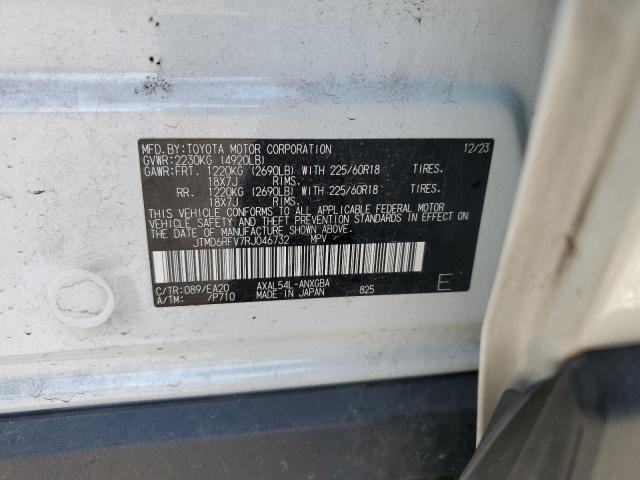 MFD.BY:TOYOTA MOTOR CORPORATION 12/23
GVWR:2230KG (4920LB)
GAWR:FRT. 1220KG (2690LB) WITH 225/60R18 TIRES.
18X7J RIMS.
RR. 1220KG (2690LB) WITH 225/60R18 TIRES.
18X7J RIMS.
THIS VEHICLE CONFORMS TO ALL APPLICABLE FEDERAL MOTOR
VEHICLE SAFETY AND THEFT PREVENTION STANDARDS IN EFFECT
ON THE DATE OF MANUFACTURE SHOWN ABOVE.
JTMD6RFV7RJ046732 MPV
C/TR:089/EA20 AXAL54L-ANXGBA
A/TM: /P710 MADE IN JAPAN 825 E